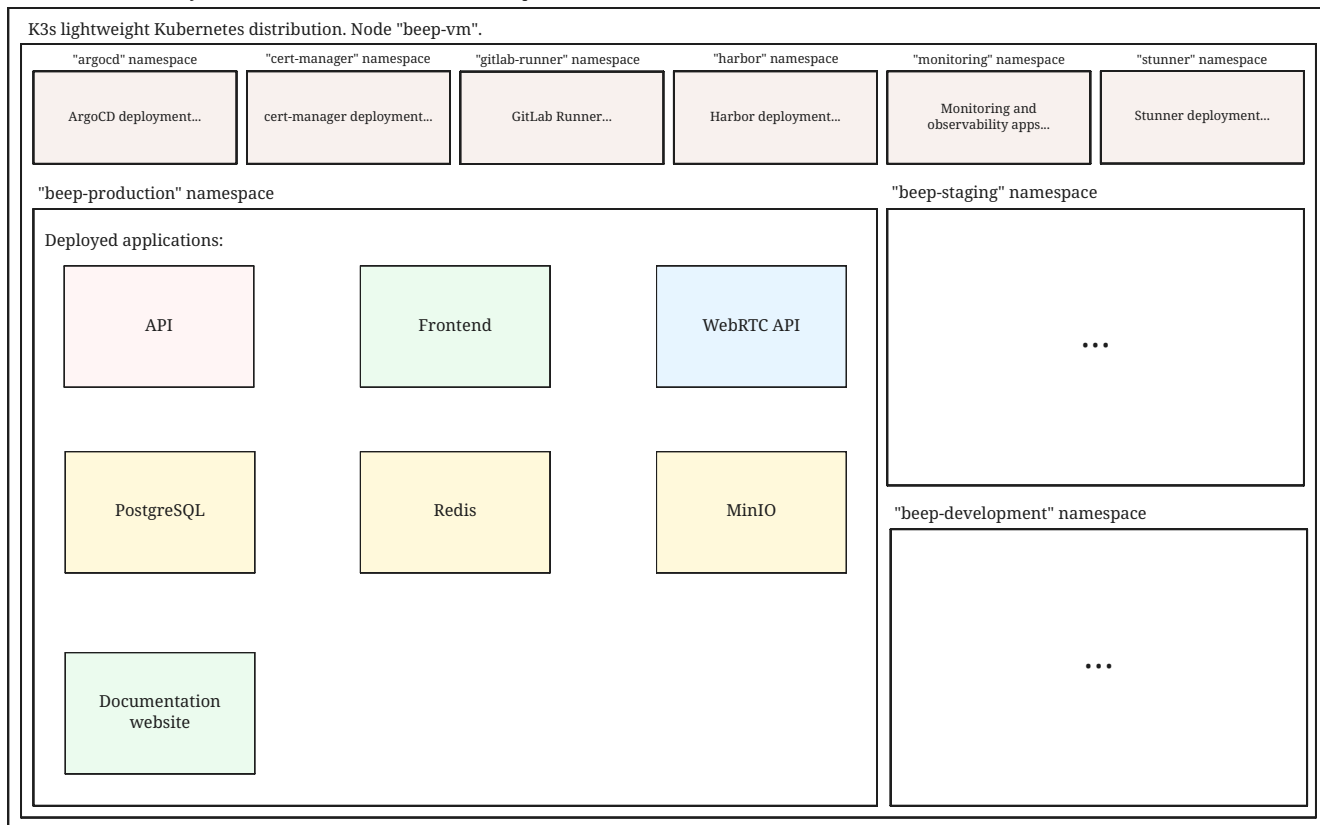 K3s lightweight Kubernetes distribution. Node "beep-vm".
"argocd" namespace
"cert-manager" namespace
"gitlab-runner" namespace
"harbor" namespace
"monitoring" namespace
"stunner" namespace
ArgoCD deployment...
cert-manager deployment...
GitLab Runner...
Harbor deployment...
Monitoring and
observability apps...
Stunner deployment...
"beep-production" namespace
"beep-staging" namespace
Deployed applications:
API
Frontend
WebRTC API
...
PostgreSQL
Redis
MinIO
"beep-development" namespace
...
Documentation
website